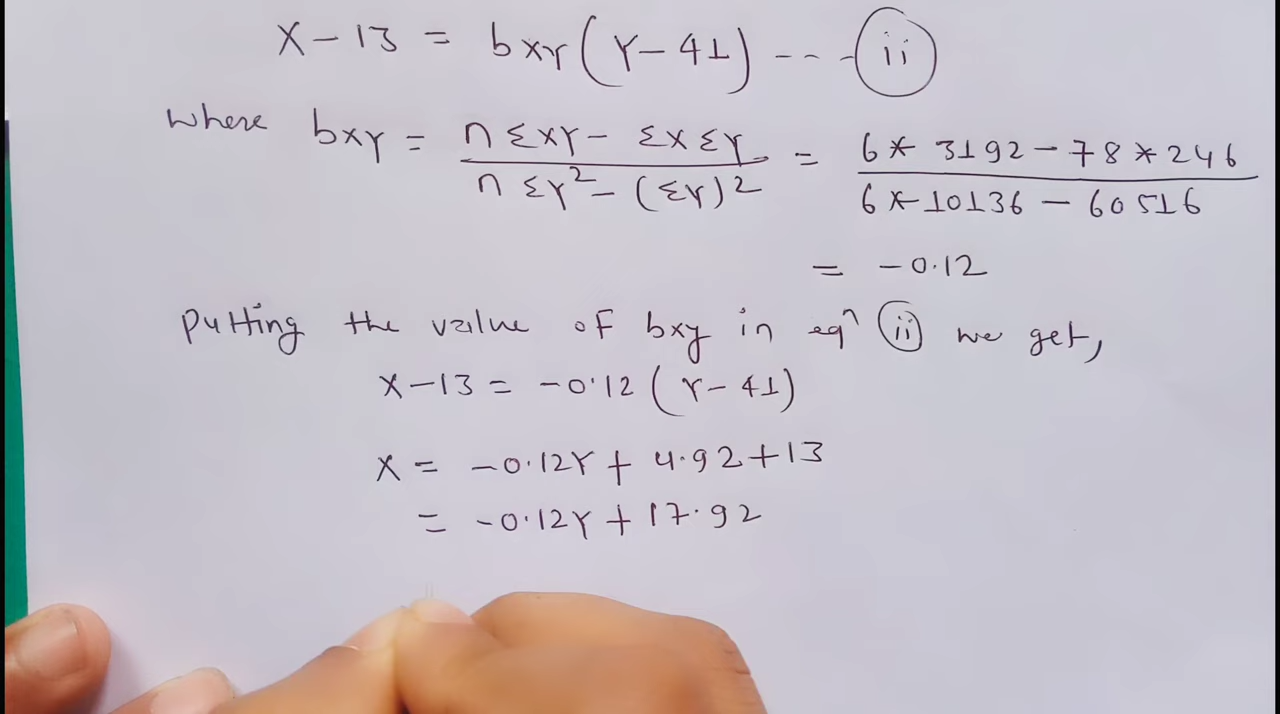 X - 13 = bxy (Y - 41) --- (ii)
where bxy = nΣXY - ΣXΣY / nΣY² - (ΣY)² = 6* 3192 - 78 * 246 / 6*10136 - 60516
= -0.12
Putting the value of bxy in eqⁿ (ii) we get,
X - 13 = -0.12 (Y - 41)
X = -0.12Y + 4.92 + 13
= -0.12Y + 17.92